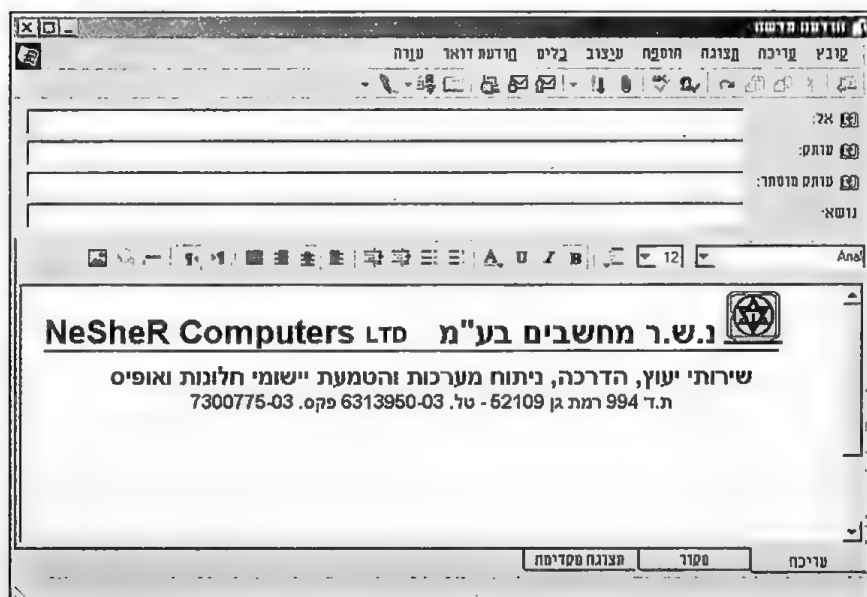 הודעה חדשה
קובץ עריכה תצוגה הוספה עיצוב כלים הודעת דואר עזרה
אל:
עותק:
עותק מוסתר:
נושא:
12
נ.ש.ר מחשבים בע"מ NeSheR Computers LTD
שירותי יעוץ, הדרכה, ניתוח מערכות והטמעת יישומי חלונות ואופיס
ת.ד 994 רמת גן 52109 - טל. 6313950-03 פקס. 7300775-03
עריכה מקור תצוגה מקדימה